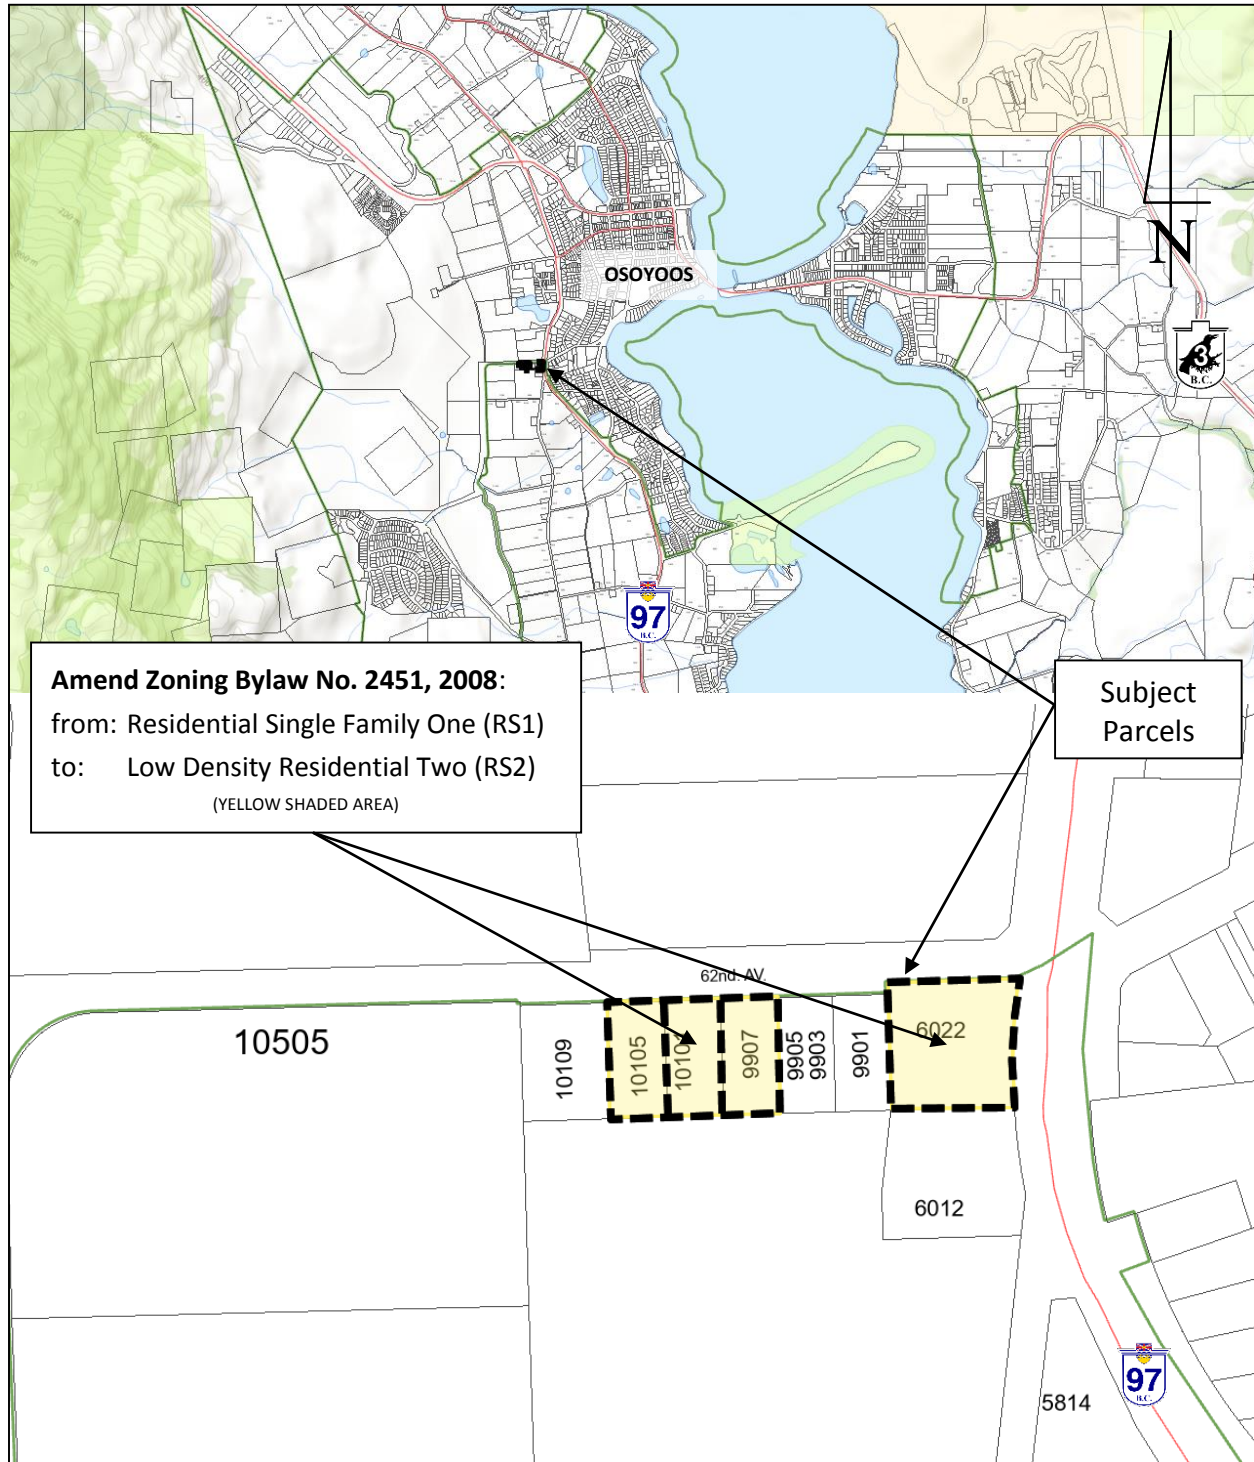 OSOYOOS
N
3
B.C.
97
B.C.
Amend Zoning Bylaw No. 2451, 2008:
from: Residential Single Family One (RS1)
to: Low Density Residential Two (RS2)
(YELLOW SHADED AREA)
Subject
Parcels
62nd. AV.
10505
10109
10105
9907
9905
9903
9901
6022
6012
5814
97
B.C.